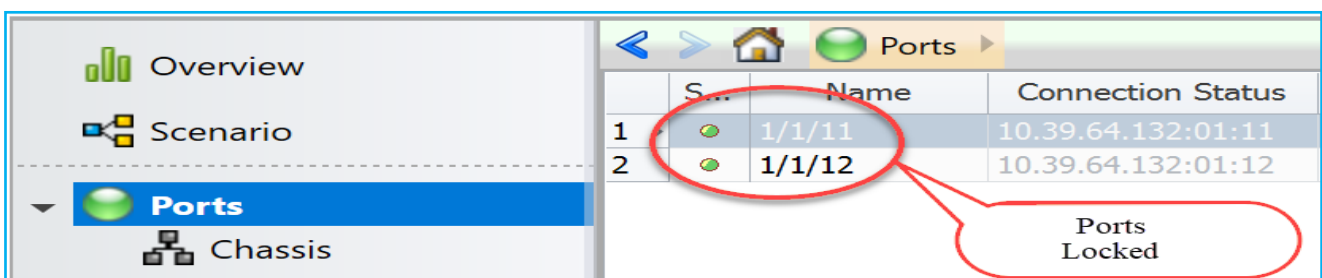 Overview
Scenario
Ports
Chassis
Ports
S... Name Connection Status
1 1/1/11 10.39.64.132:01:11
2 1/1/12 10.39.64.132:01:12
Ports
Locked